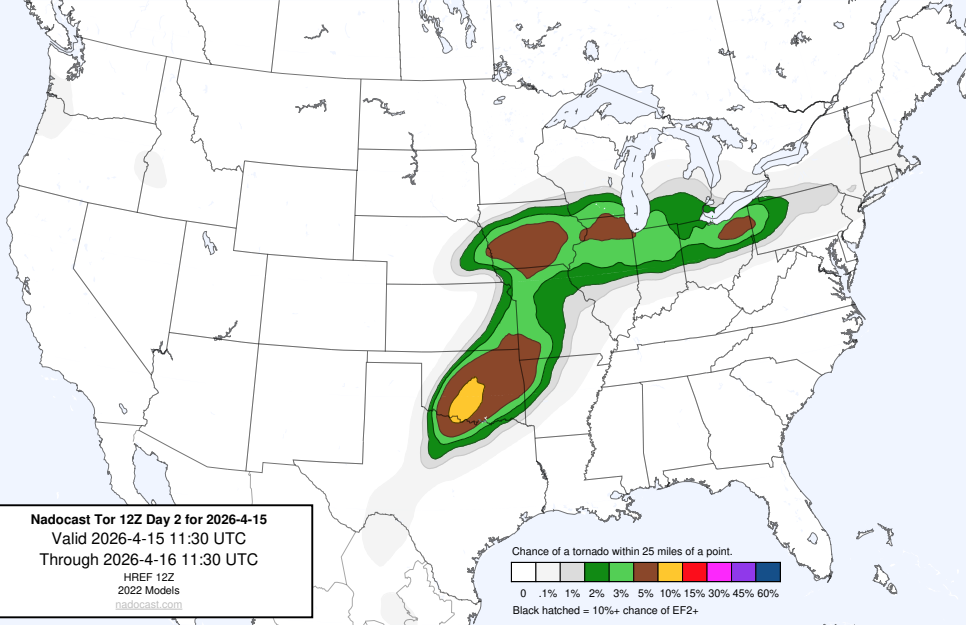 Nadocast Tor 12Z Day 2 for 2026-4-15
Valid 2026-4-15 11:30 UTC
Through 2026-4-16 11:30 UTC
HREF 12Z
2022 Models
nadocast.com
Chance of a tornado within 25 miles of a point.
0 .1% 1% 2% 3% 5% 10% 15% 30% 45% 60%
Black hatched = 10%+ chance of EF2+